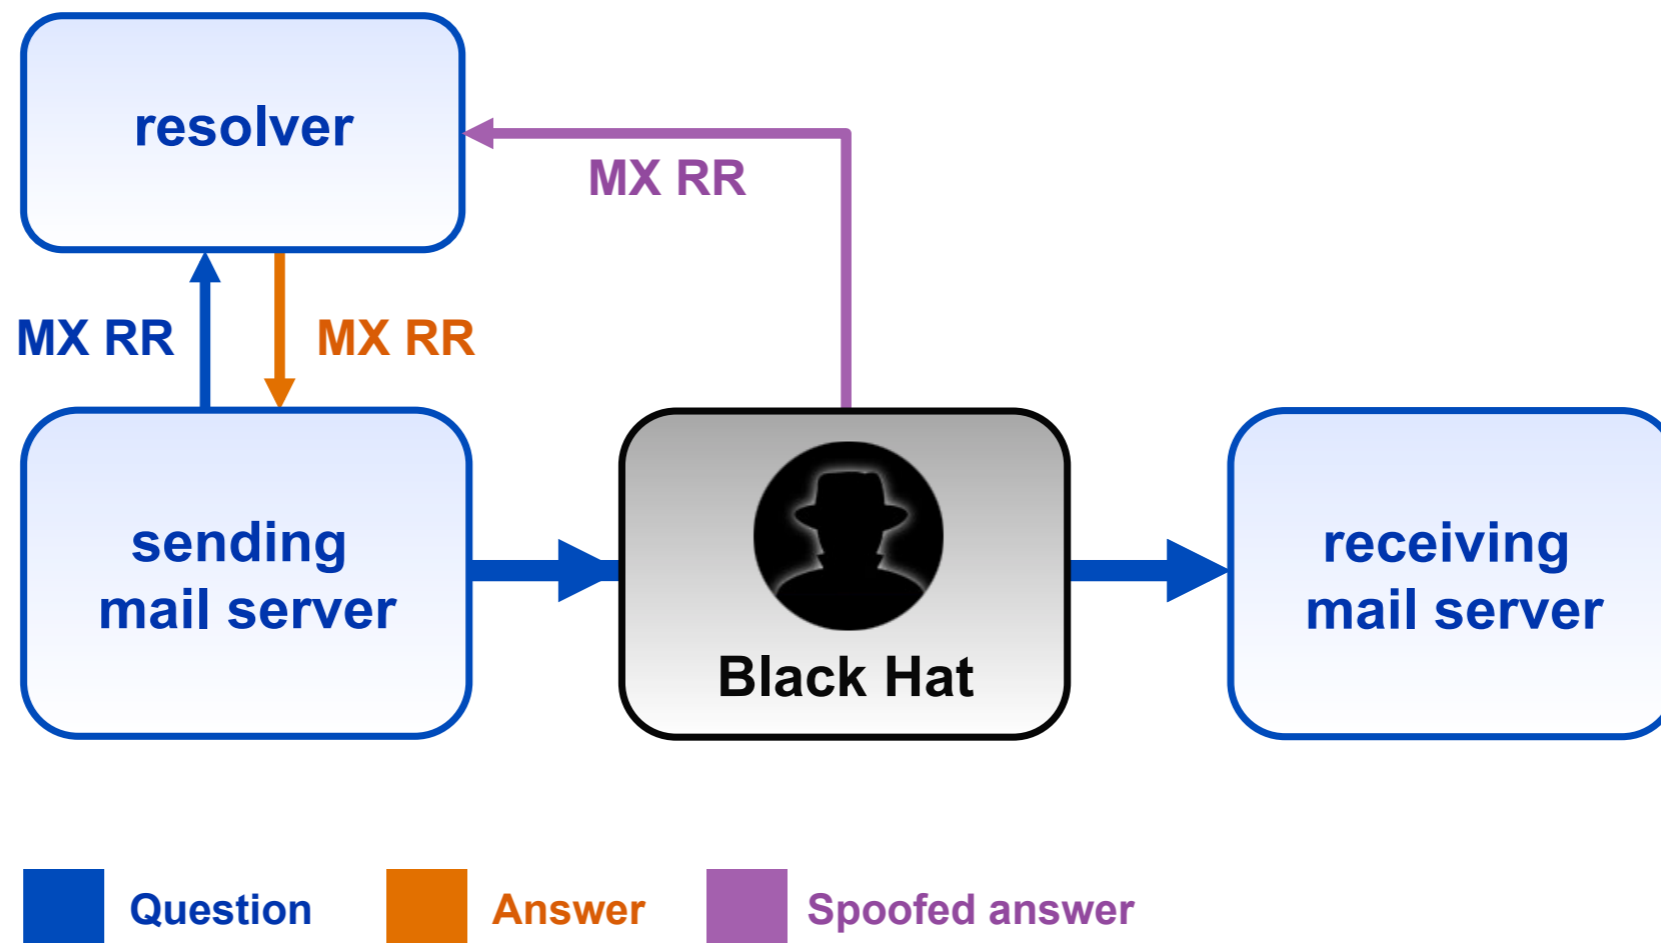 resolver
MX RR
MX RR
MX RR
sending
mail server
Black Hat
receiving
mail server
Question
Answer
Spoofed answer